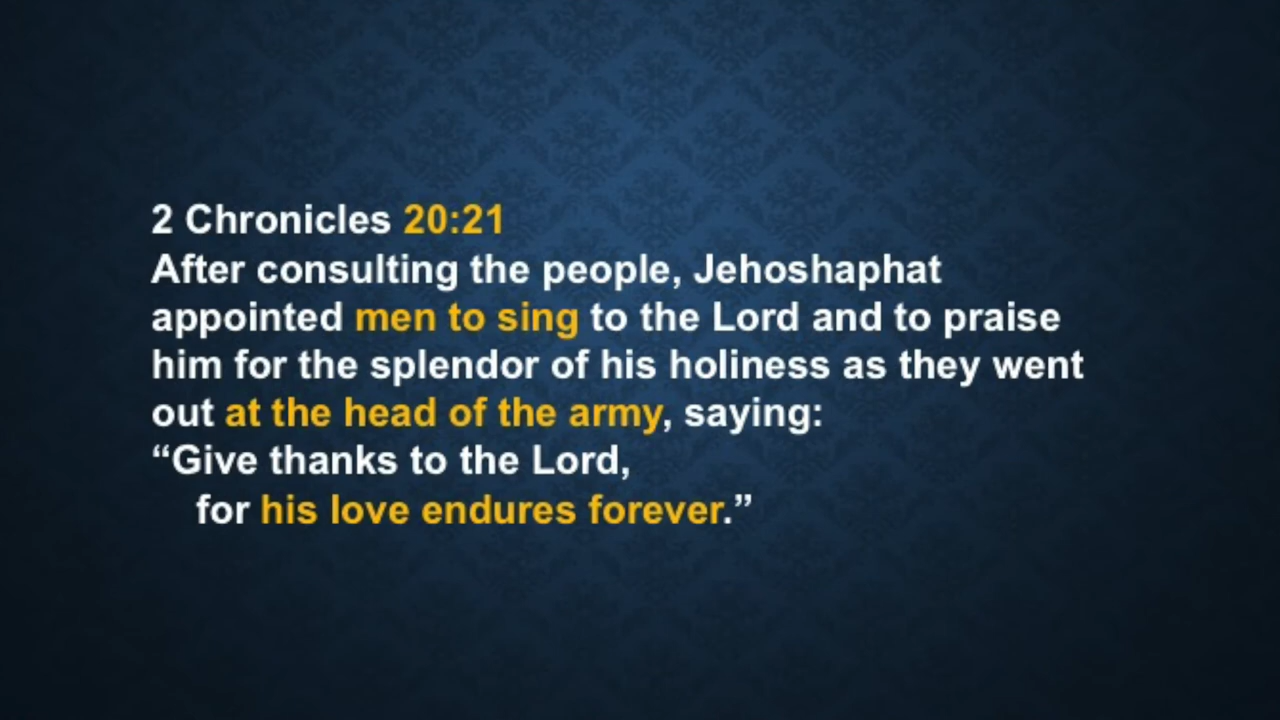 2 Chronicles 20:21
After consulting the people, Jehoshaphat
appointed men to sing to the Lord and to praise
him for the splendor of his holiness as they went
out at the head of the army, saying:
“Give thanks to the Lord,
for his love endures forever.”